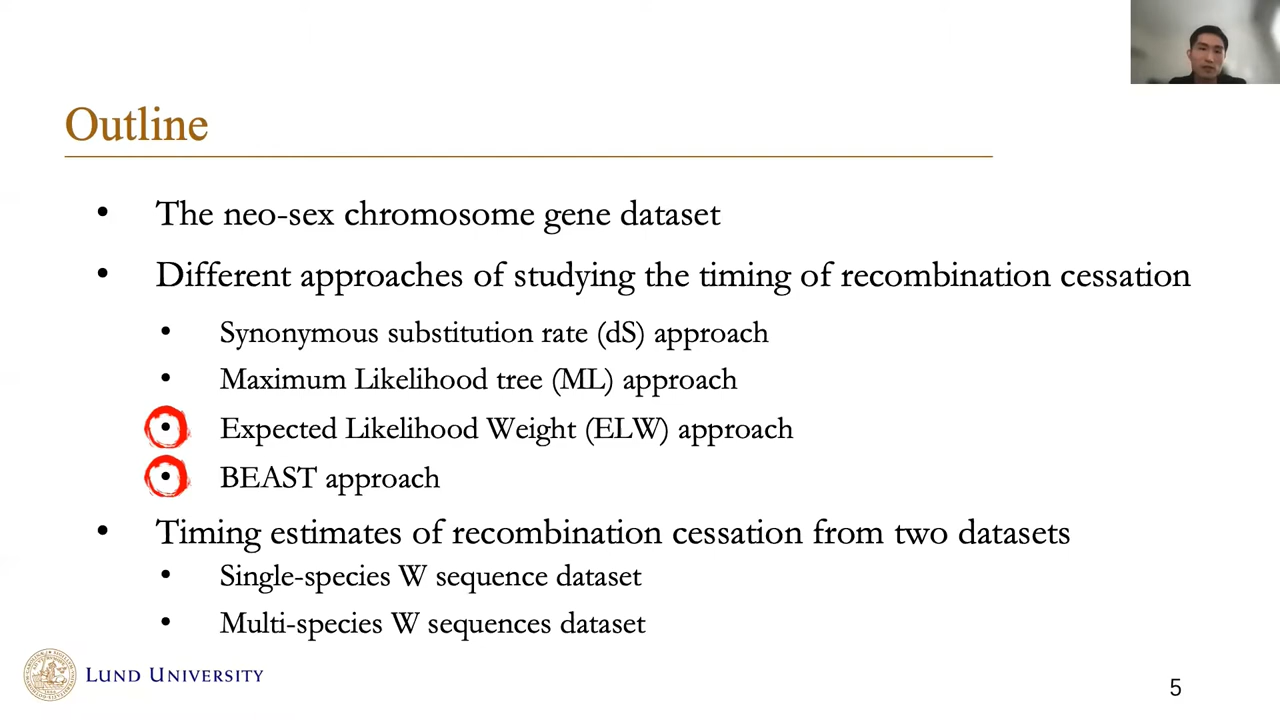 Outline
• The neo-sex chromosome gene dataset
• Different approaches of studying the timing of recombination cessation
• Synonymous substitution rate (dS) approach
• Maximum Likelihood tree (ML) approach
• Expected Likelihood Weight (ELW) approach
• BEAST approach
• Timing estimates of recombination cessation from two datasets
• Single-species W sequence dataset
• Multi-species W sequences dataset
LUND UNIVERSITY
5